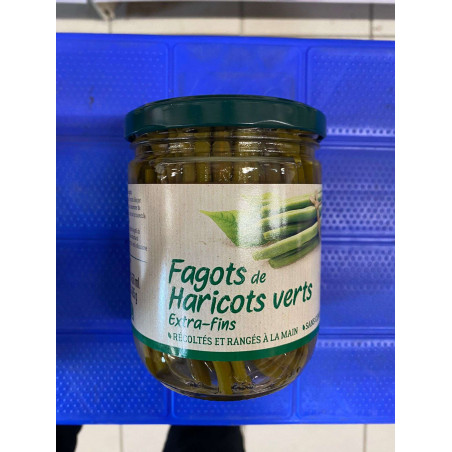 Fagots de
Haricots verts
Extra-fins
RÉCOLTÉS ET RANGÉS À LA MAIN